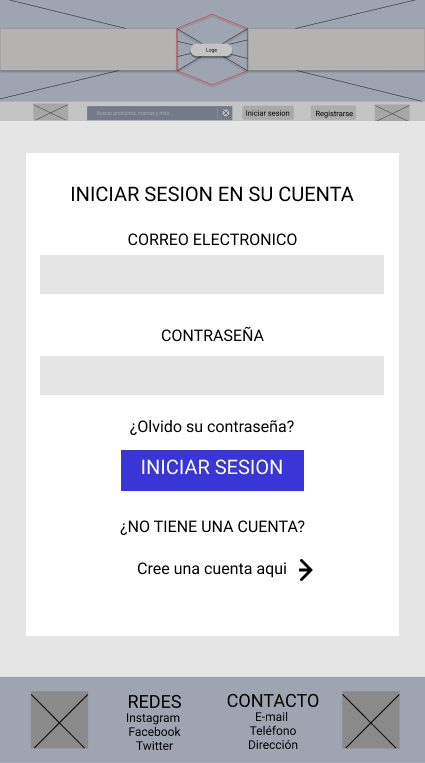 Logo
Buscar productos, marcas y más...
Iniciar sesion
Registrarse
INICIAR SESION EN SU CUENTA
CORREO ELECTRONICO
CONTRASEÑA
¿Olvido su contraseña?
INICIAR SESION
¿NO TIENE UNA CUENTA?
Cree una cuenta aqui
REDES
Instagram
Facebook
Twitter
CONTACTO
E-mail
Teléfono
Dirección